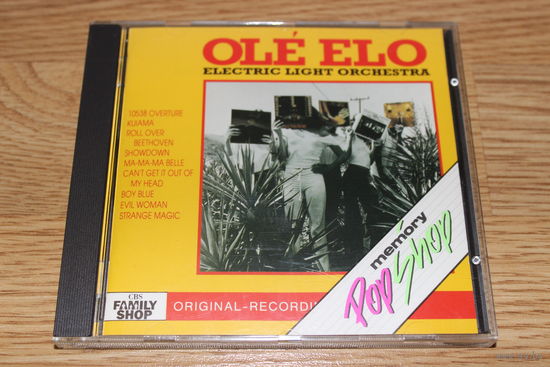 OLÉ ELO
ELECTRIC LIGHT ORCHESTRA
10538 OVERTURE
KUIAMA
ROLL OVER
BEETHOVEN
SHOWDOWN
MA-MA-MA BELLE
CAN'T GET IT OUT OF
MY HEAD
BOY BLUE
EVIL WOMAN
STRANGE MAGIC
memory
Pop Shop
CBS
FAMILY
SHOP
ORIGINAL-RECORDI